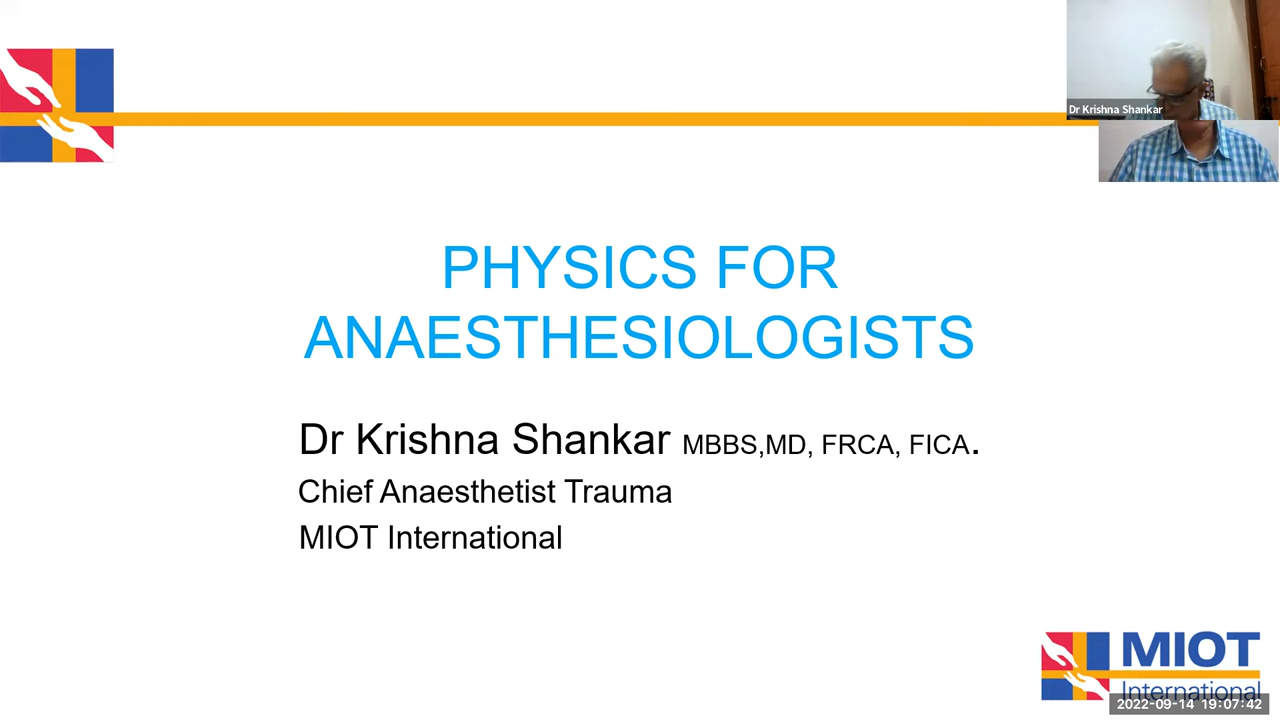 Dr Krishna Shankar
PHYSICS FOR
ANAESTHESIOLOGISTS
Dr Krishna Shankar MBBS,MD, FRCA, FICA.
Chief Anaesthetist Trauma
MIOT International
MIOT
International
2022-09-14 19:07:42